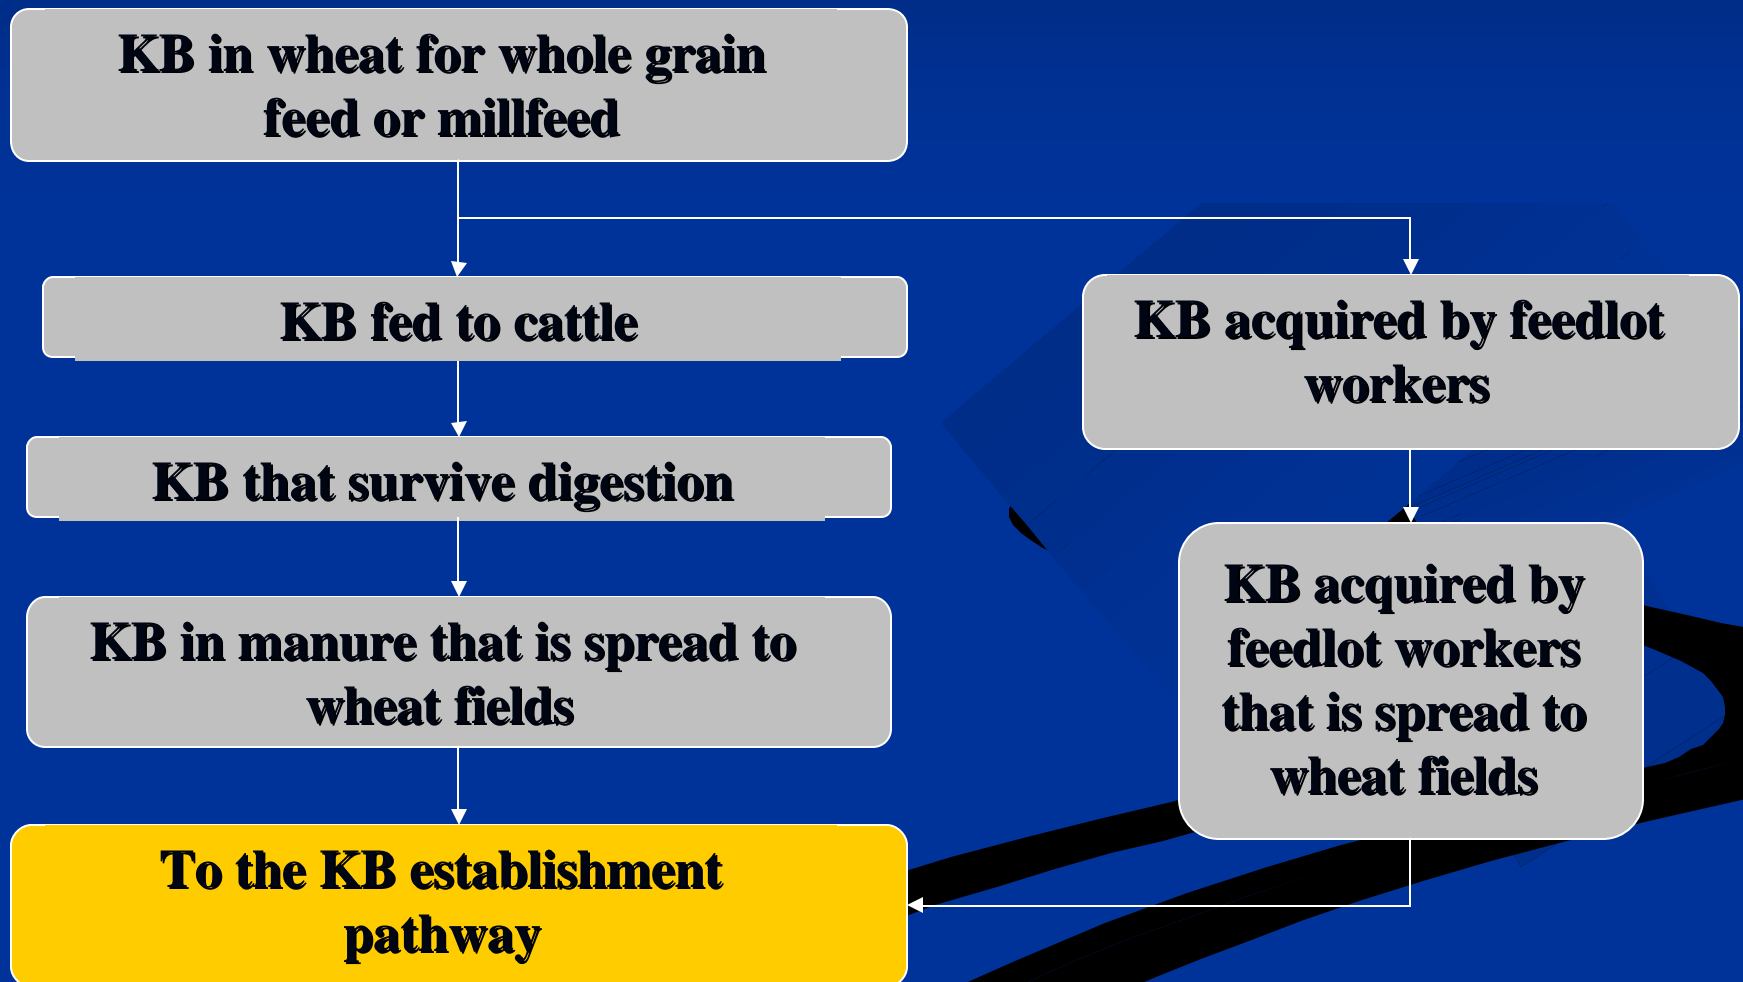 KB in wheat for whole grain
feed or millfeed
KB fed to cattle
KB acquired by feedlot
workers
KB that survive digestion
KB in manure that is spread to
wheat fields
KB acquired by
feedlot workers
that is spread to
wheat fields
To the KB establishment
pathway